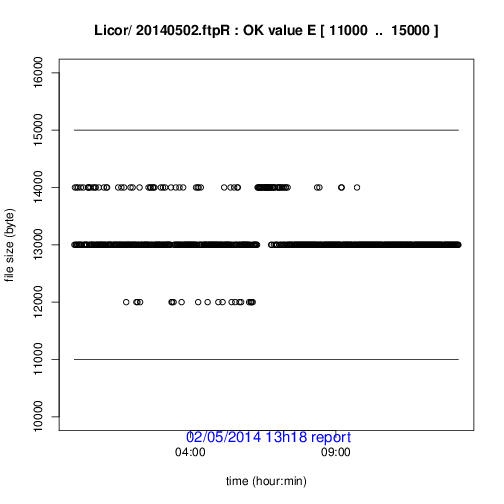 Licor/ 20140502.ftpR : OK value E [ 11000  ..  15000 ]
file size (byte)
16000
15000
14000
13000
12000
11000
10000
02/05/2014 13h18 report
04:00 09:00
time (hour:min)